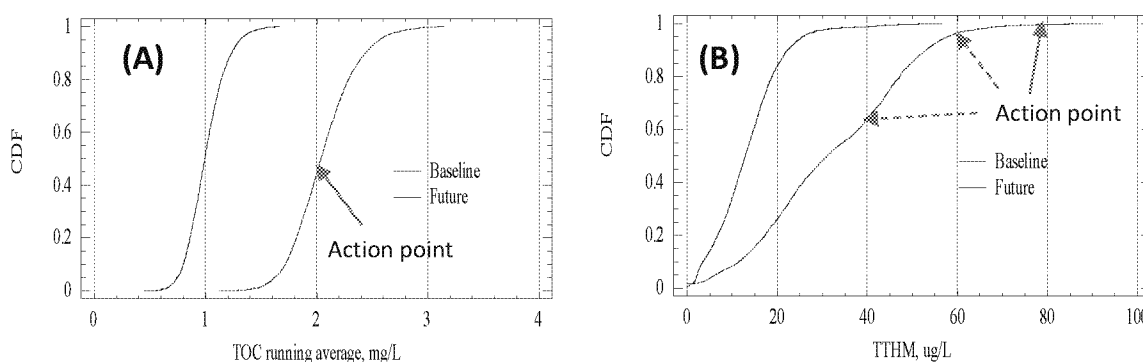 (A)
CDF
1
0.8
0.6
0.4
0.2
0
Baseline
Future
Action point
0 1 2 3 4
TOC running average, mg/L
(B)
CDF
1
0.8
0.6
0.4
0.2
0
Action point
Baseline
Future
0 20 40 60 80 100
TTHM, ug/L